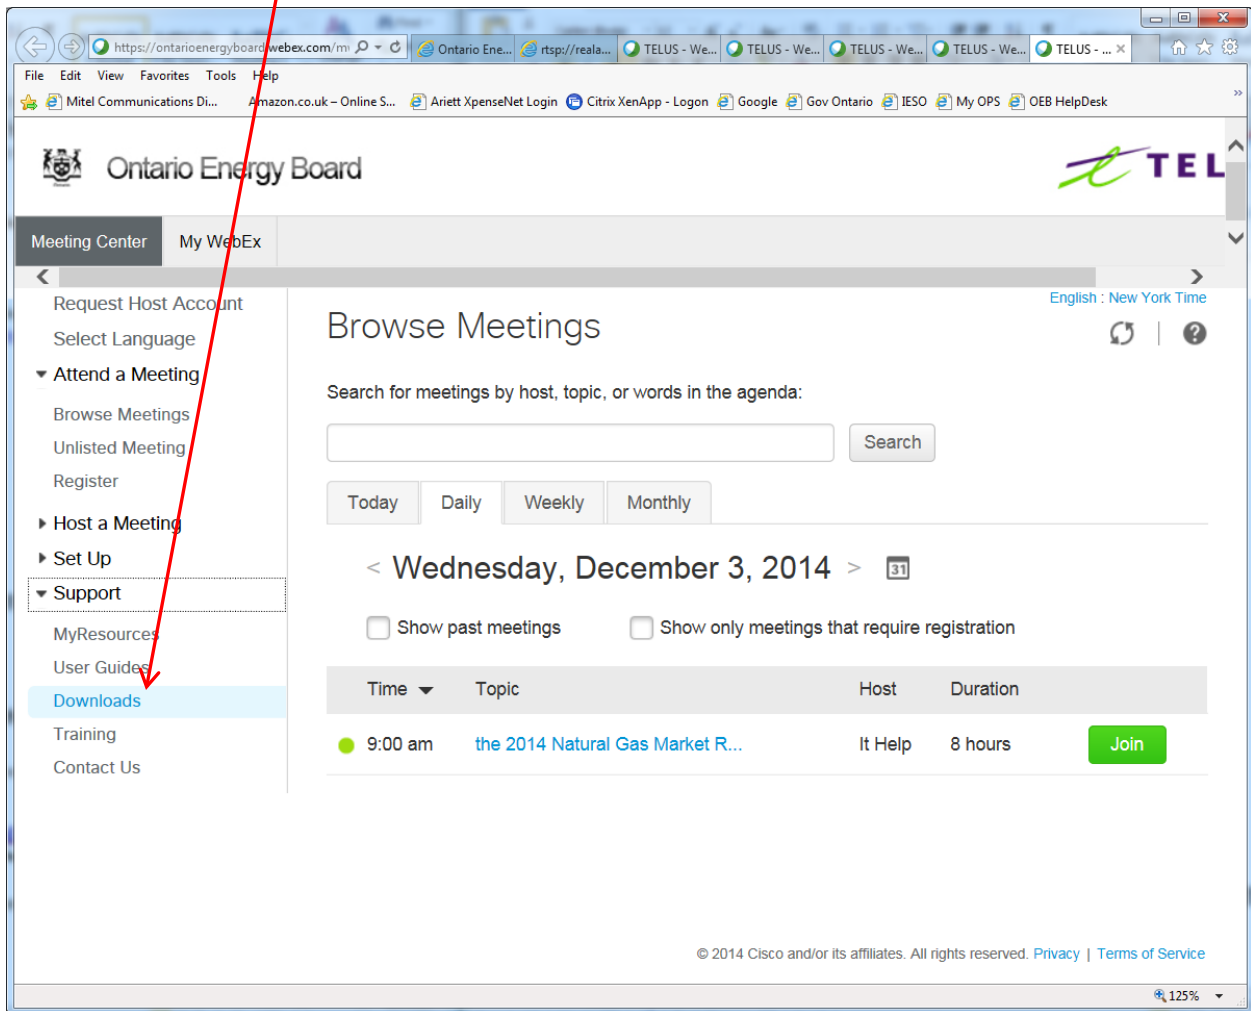 https://ontarioenergyboard.webex.com/m
Ontario Ene...
rtsp://reala...
TELUS - We...
TELUS - We...
TELUS - We...
TELUS - We...
TELUS - ...
File Edit View Favorites Tools Help
Mitel Communications Di... Amazon.co.uk – Online S... Ariett XpenseNet Login Citrix XenApp - Logon Google Gov Ontario IESO My OPS OEB HelpDesk
Ontario Energy Board
TEL
Meeting Center My WebEx
English : New York Time
Request Host Account
Select Language
Attend a Meeting
Browse Meetings
Unlisted Meeting
Register
Host a Meeting
Set Up
Support
MyResources
User Guides
Downloads
Training
Contact Us
Browse Meetings
Search for meetings by host, topic, or words in the agenda:
Search
Today Daily Weekly Monthly
< Wednesday, December 3, 2014 > 31
Show past meetings Show only meetings that require registration
Time Topic Host Duration
9:00 am the 2014 Natural Gas Market R... It Help 8 hours Join
© 2014 Cisco and/or its affiliates. All rights reserved. Privacy | Terms of Service
125%